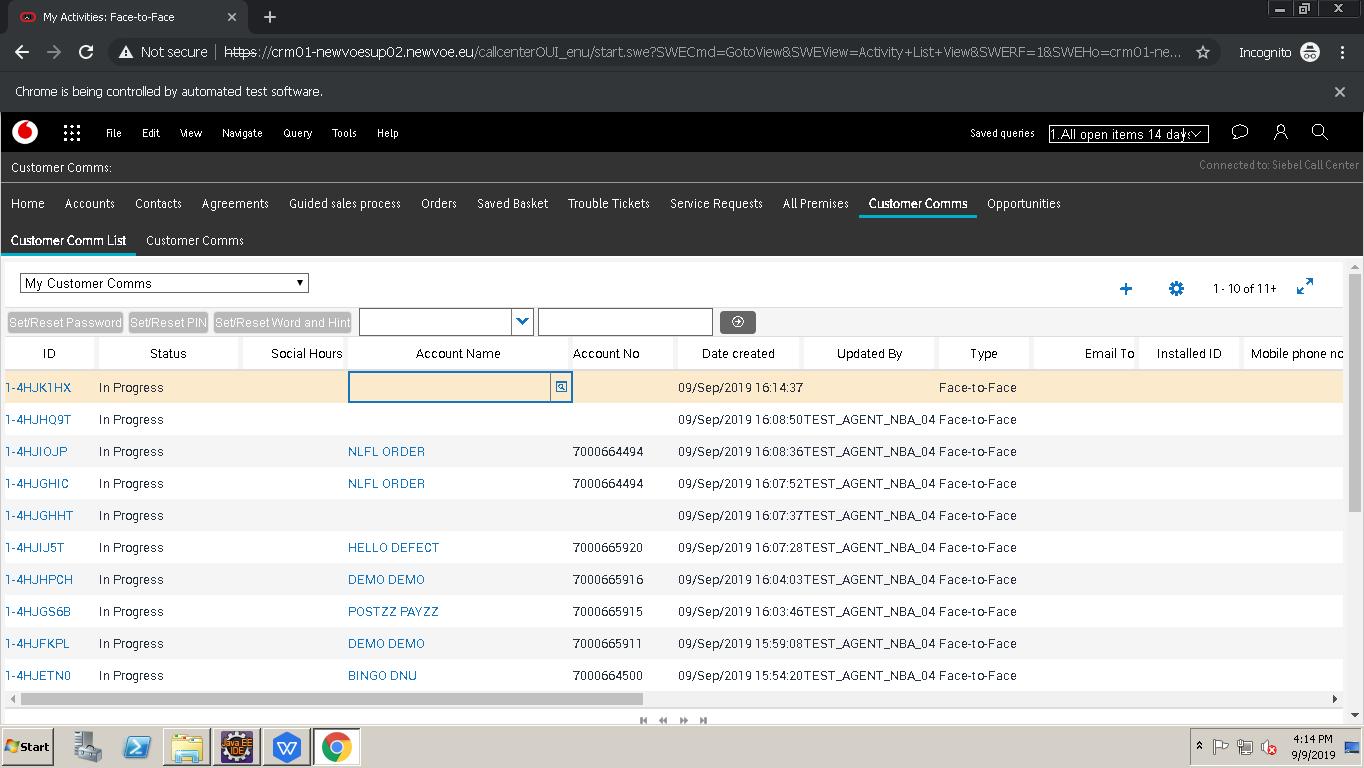 My Activities: Face-to-Face
Not secure https://crm01-newvoesup02.newvoe.eu/callcenterOUI_enu/start.swe?SWECmd=GotoView&SWEView=Activity+List+View&SWERF=1&SWEHo=crm01-ne... Incognito
Chrome is being controlled by automated test software.
File Edit View Navigate Query Tools Help Saved queries 1.All open items 14 days
Customer Comms: Connected to: Siebel Call Center
Home Accounts Contacts Agreements Guided sales process Orders Saved Basket Trouble Tickets Service Requests All Premises Customer Comms Opportunities
Customer Comm List Customer Comms
My Customer Comms 1 - 10 of 11+
Set/Reset Password Set/Reset PIN Set/Reset Word and Hint
ID Status Social Hours Account Name Account No Date created Updated By Type Email To Installed ID Mobile phone no
1-4HJK1HX In Progress 09/Sep/2019 16:14:37 Face-to-Face
1-4HJHQ9T In Progress 09/Sep/2019 16:08:50 TEST_AGENT_NBA_04 Face-to-Face
1-4HJIOJP In Progress NLFL ORDER 7000664494 09/Sep/2019 16:08:36 TEST_AGENT_NBA_04 Face-to-Face
1-4HJGHIC In Progress NLFL ORDER 7000664494 09/Sep/2019 16:07:52 TEST_AGENT_NBA_04 Face-to-Face
1-4HJGHHT In Progress 09/Sep/2019 16:07:37 TEST_AGENT_NBA_04 Face-to-Face
1-4HJIJ5T In Progress HELLO DEFECT 7000665920 09/Sep/2019 16:07:28 TEST_AGENT_NBA_04 Face-to-Face
1-4HJHPCH In Progress DEMO DEMO 7000665916 09/Sep/2019 16:04:03 TEST_AGENT_NBA_04 Face-to-Face
1-4HJGS6B In Progress POSTZZ PAYZZ 7000665915 09/Sep/2019 16:03:46 TEST_AGENT_NBA_04 Face-to-Face
1-4HJFKPL In Progress DEMO DEMO 7000665911 09/Sep/2019 15:59:08 TEST_AGENT_NBA_04 Face-to-Face
1-4HJETN0 In Progress BINGO DNU 7000664500 09/Sep/2019 15:54:20 TEST_AGENT_NBA_04 Face-to-Face
Start Java EE IDE 4:14 PM
9/9/2019